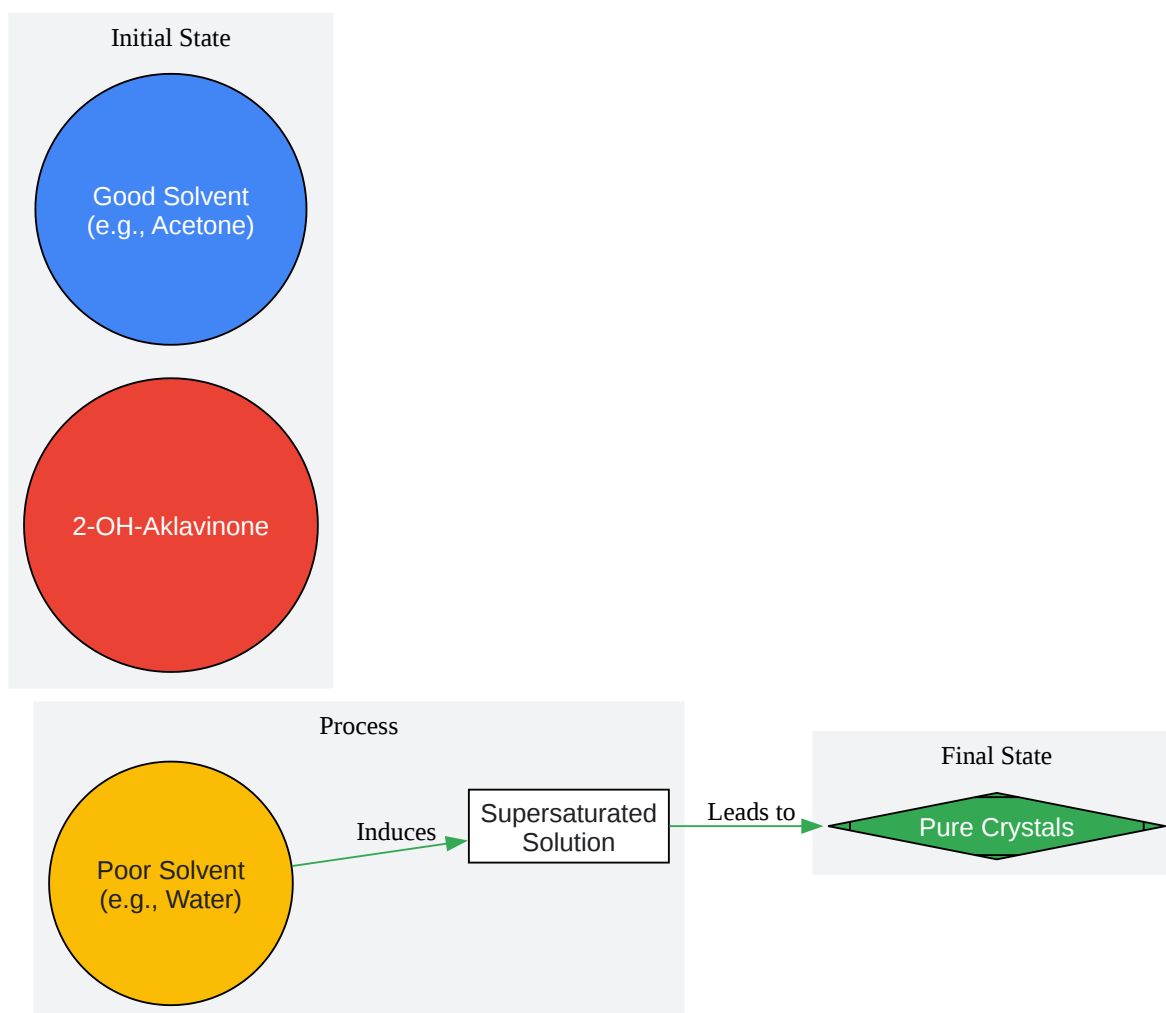 Initial State
Good Solvent
(e.g., Acetone)
2-OH-Aklavinone
Process
Poor Solvent
(e.g., Water)
Induces
Supersaturated
Solution
Leads to
Final State
Pure Crystals